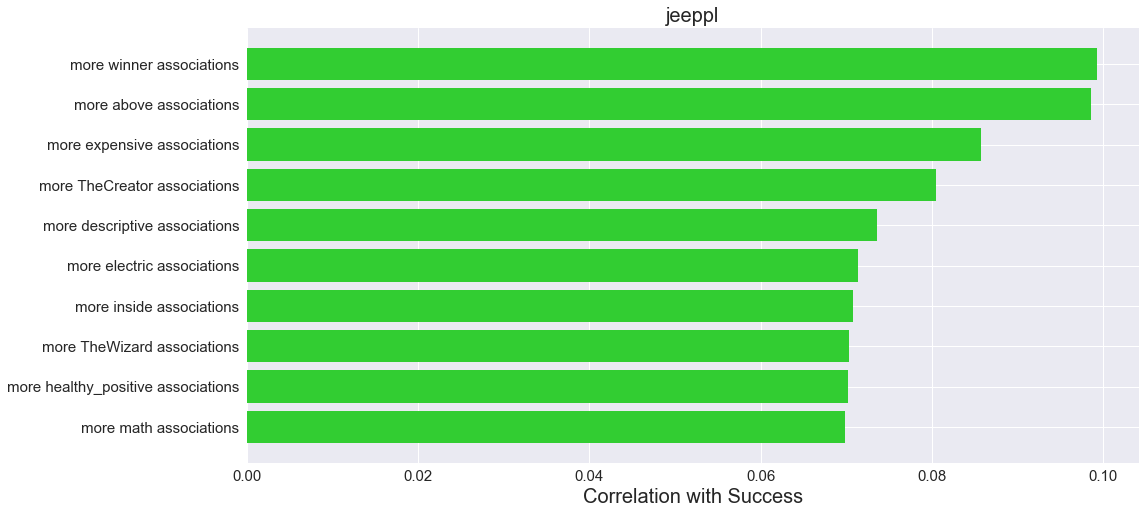 jeeppl
more winner associations
more above associations
more expensive associations
more TheCreator associations
more descriptive associations
more electric associations
more inside associations
more TheWizard associations
more healthy_positive associations
more math associations
0.00 0.02 0.04 0.06 0.08 0.10
Correlation with Success